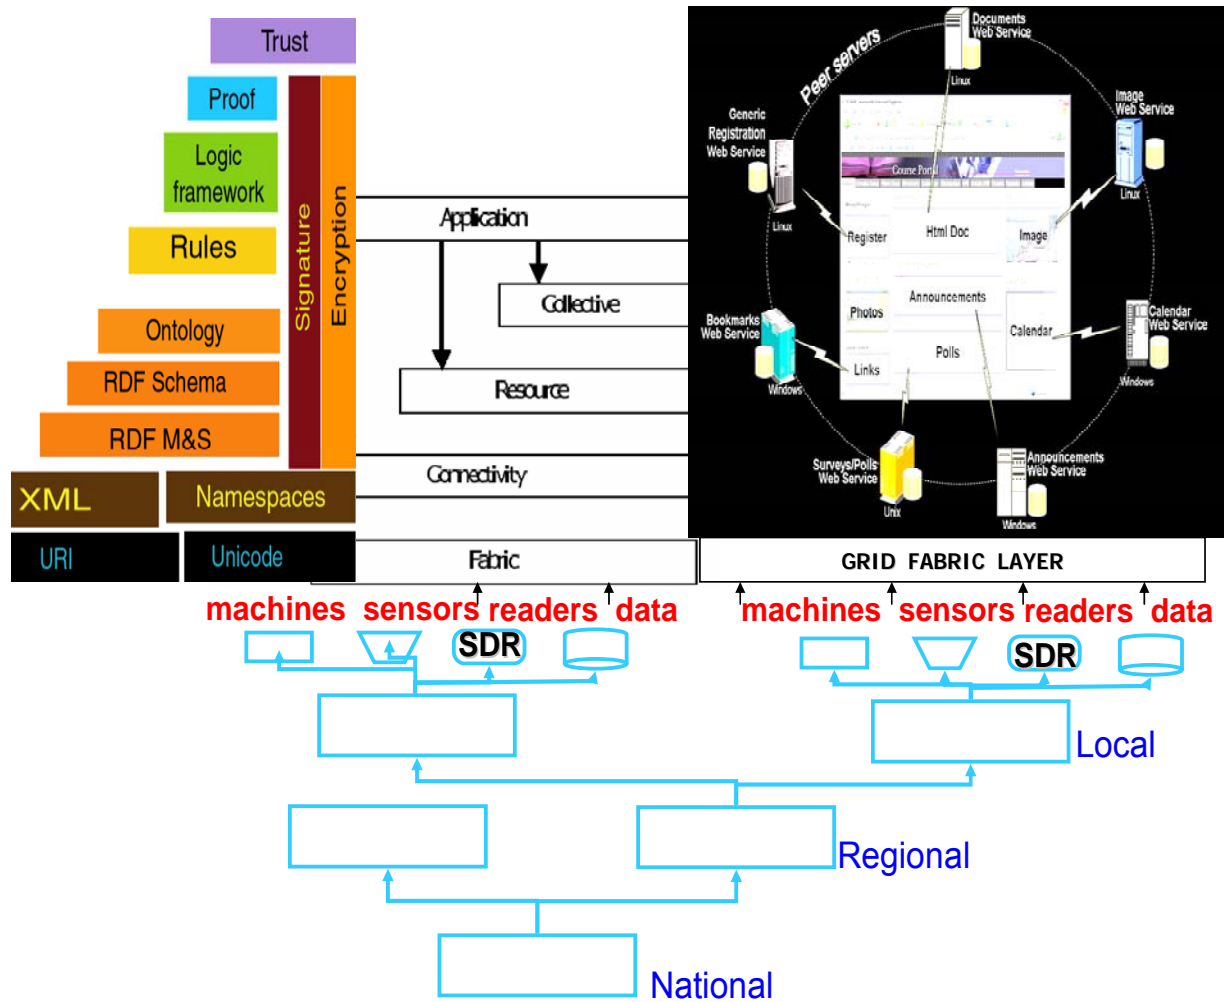 Trust
Proof
Logic
framework
Rules
Ontology
RDF Schema
RDF M&S
Signature
Encryption
XML
Namespaces
URI
Unicode
Application
Collective
Resource
Connectivity
Fabric
Peer servers
Documents
Web Service
Linux
Image
Web Service
Linux
Generic
Registration
Web Service
Linux
Course Portal
Register
Html Doc
Image
Announcements
Photos
Calendar
Polls
Links
Bookmarks
Web Service
Windows
Calendar
Web Service
Windows
Surveys/Polls
Web Service
Unix
Announcements
Web Service
Windows
GRID FABRIC LAYER
machines sensors readers data
machines sensors readers data
SDR
SDR
Local
Regional
National